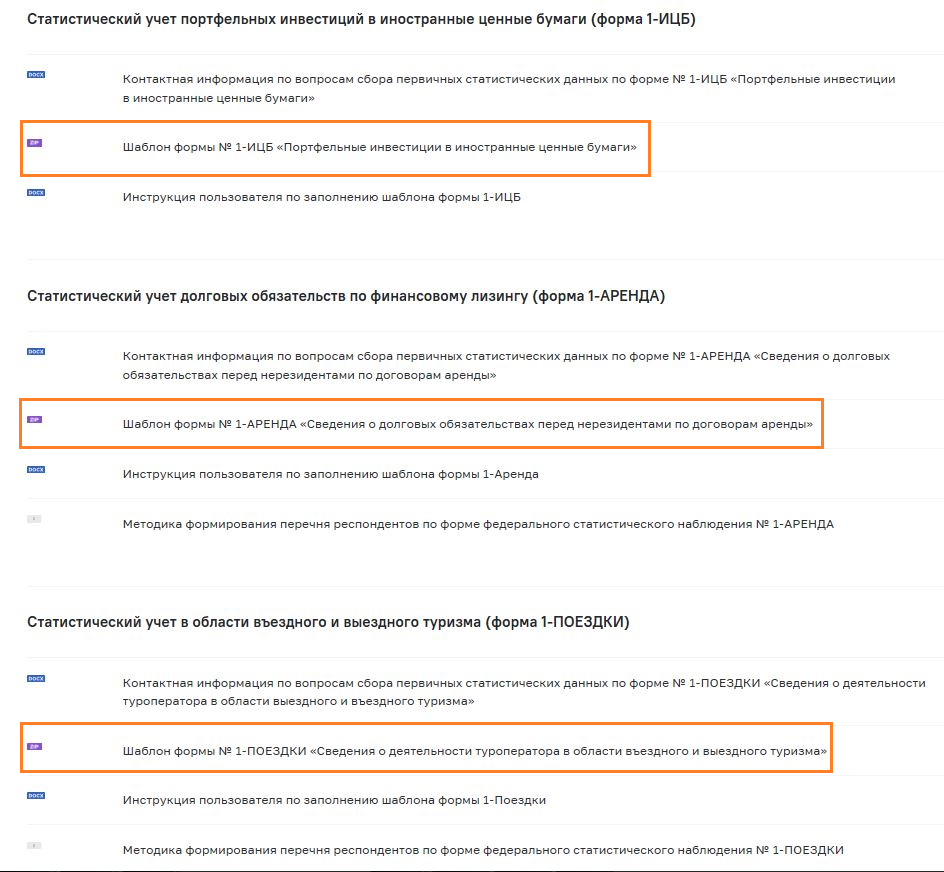 Статистический учет портфельных инвестиций в иностранные ценные бумаги (форма 1-ИЦБ)
DOCX
Контактная информация по вопросам сбора первичных статистических данных по форме № 1-ИЦБ «Портфельные инвестиции
в иностранные ценные бумаги»
ZIP
Шаблон формы № 1-ИЦБ «Портфельные инвестиции в иностранные ценные бумаги»
DOCX
Инструкция пользователя по заполнению шаблона формы 1-ИЦБ
Статистический учет долговых обязательств по финансовому лизингу (форма 1-АРЕНДА)
DOCX
Контактная информация по вопросам сбора первичных статистических данных по форме № 1-АРЕНДА «Сведения о долговых
обязательствах перед нерезидентами по договорам аренды»
ZIP
Шаблон формы № 1-АРЕНДА «Сведения о долговых обязательствах перед нерезидентами по договорам аренды»
DOCX
Инструкция пользователя по заполнению шаблона формы 1-Аренда
Методика формирования перечня респондентов по форме федерального статистического наблюдения № 1-АРЕНДА
Статистический учет в области въездного и выездного туризма (форма 1-ПОЕЗДКИ)
DOCX
Контактная информация по вопросам сбора первичных статистических данных по форме № 1-ПОЕЗДКИ «Сведения о деятельности
туроператора в области выездного и въездного туризма»
ZIP
Шаблон формы № 1-ПОЕЗДКИ «Сведения о деятельности туроператора в области въездного и выездного туризма»
DOCX
Инструкция пользователя по заполнению шаблона формы 1-Поездки
Методика формирования перечня респондентов по форме федерального статистического наблюдения № 1-ПОЕЗДКИ